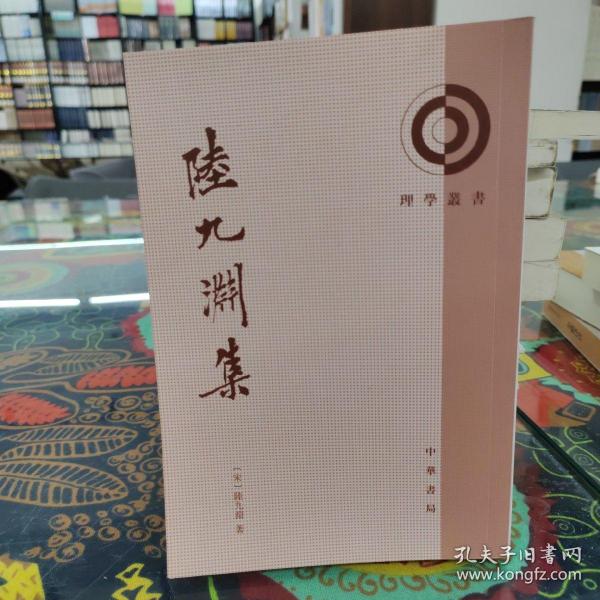 陸九淵集
理學叢書
〔宋〕陸九淵 著
中華書局
孔夫子旧書网
www.kongfz.com